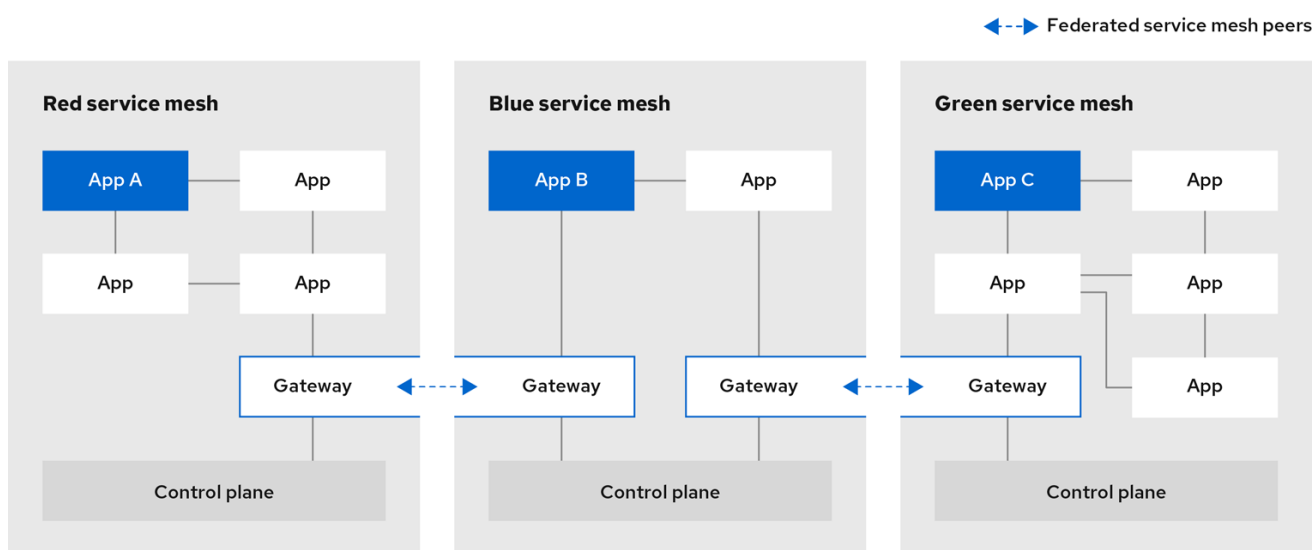 Federated service mesh peers
Red service mesh
Blue service mesh
Green service mesh
App A
App
App B
App
App C
App
App
App
App
App
App
Gateway
Gateway
Gateway
Gateway
Control plane
Control plane
Control plane